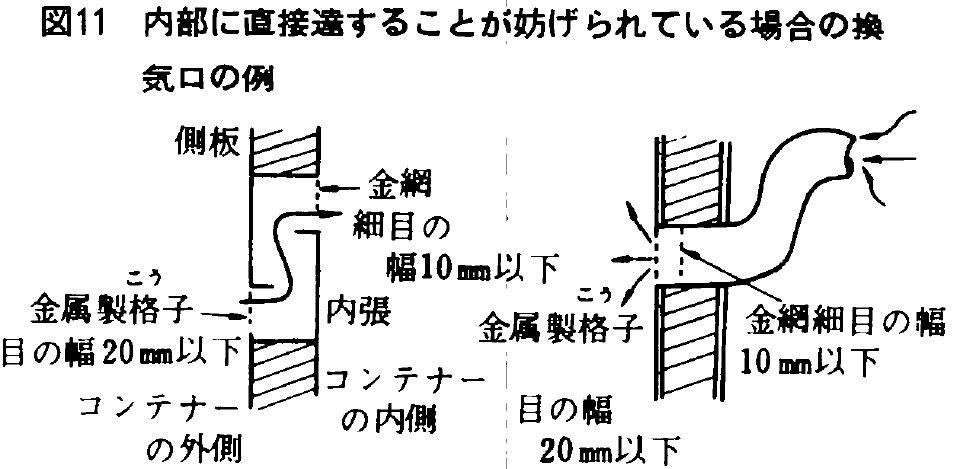 図11 内部に直接達することが妨げられている場合の換
気口の例
側板
金網
細目の
幅10mm以下
こう
金属製格子
目の幅20mm以下
内張
コンテナー
の内側
コンテナー
の外側
こう
金属製格子
目の幅
20mm以下
金網細目の幅
10mm以下